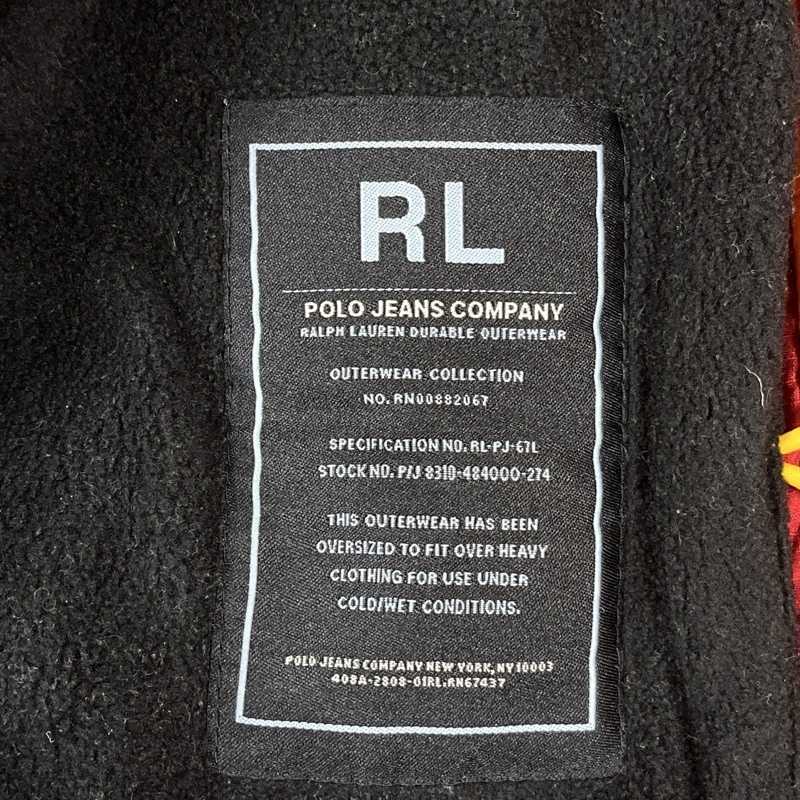 RL
POLO JEANS COMPANY
RALPH LAUREN DURABLE OUTERWEAR
OUTERWEAR COLLECTION
NO. RN00882067
SPECIFICATION NO. RL-PJ-67L
STOCK NO. P/J 8310-484000-274
THIS OUTERWEAR HAS BEEN
OVERSIZED TO FIT OVER HEAVY
CLOTHING FOR USE UNDER
COLD/WET CONDITIONS.
POLO JEANS COMPANY NEW YORK, NY 10003
408A-2808-01RL.RN67437